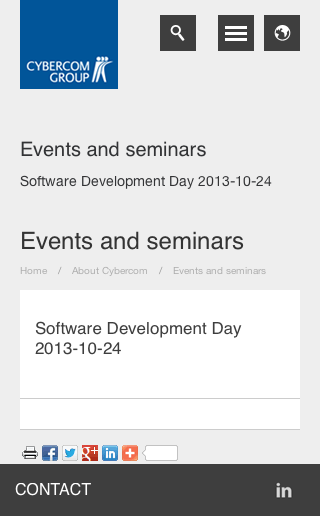 CYBERCOM
GROUP
Events and seminars
Software Development Day 2013-10-24
Events and seminars
Home / About Cybercom / Events and seminars
Software Development Day
2013-10-24
CONTACT
in